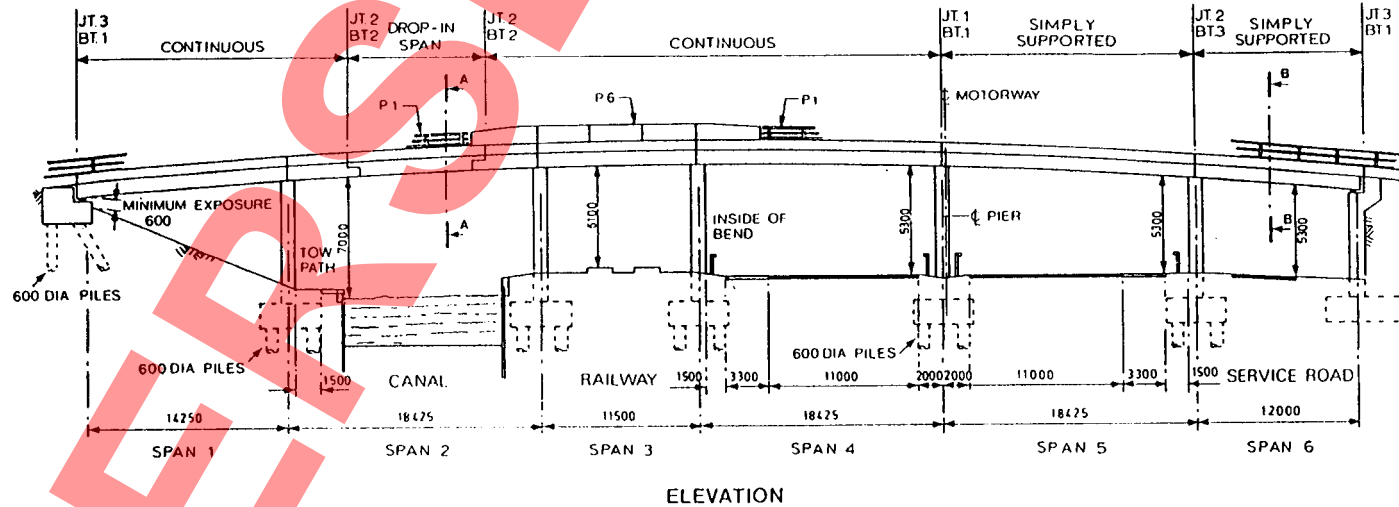 JT.3
BT.1
CONTINUOUS
JT.2
BT2
DROP-IN
SPAN
JT.2
BT2
CONTINUOUS
JT.1
BT.1
SIMPLY
SUPPORTED
JT.2
BT.3
SIMPLY
SUPPORTED
JT.3
BT1
A
B
P1
P6
P1
℄ MOTORWAY
MINIMUM EXPOSURE
600
7000
5100
INSIDE OF
BEND
5300
℄ PIER
5300
5300
A
B
TOW
PATH
600 DIA PILES
600 DIA PILES
600 DIA PILES
1500
CANAL
RAILWAY
1500
3300
11000
2000
2000
11000
3300
1500
SERVICE ROAD
14250
18425
11500
18425
18425
12000
SPAN 1
SPAN 2
SPAN 3
SPAN 4
SPAN 5
SPAN 6
ELEVATION